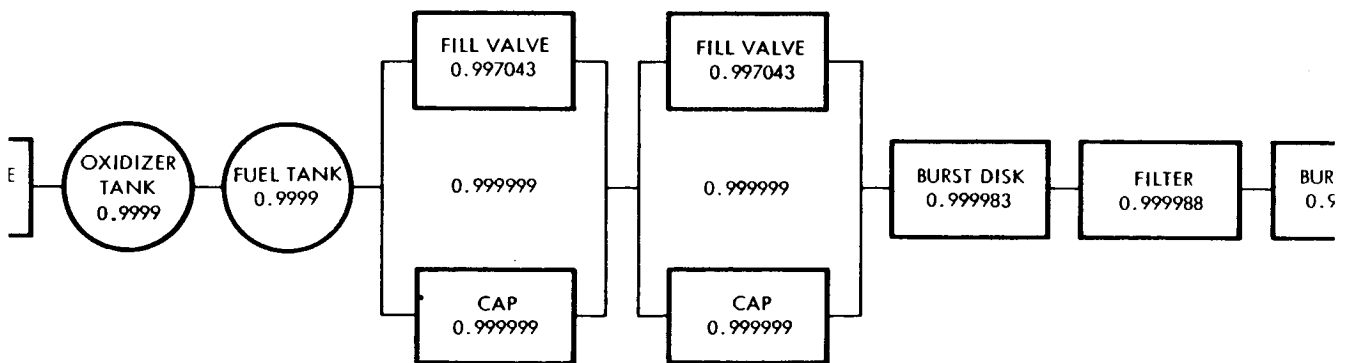 E
OXIDIZER
TANK
0.9999
FUEL TANK
0.9999
FILL VALVE
0.997043
0.999999
CAP
0.999999
FILL VALVE
0.997043
0.999999
CAP
0.999999
BURST DISK
0.999983
FILTER
0.999988
BUR
0.9